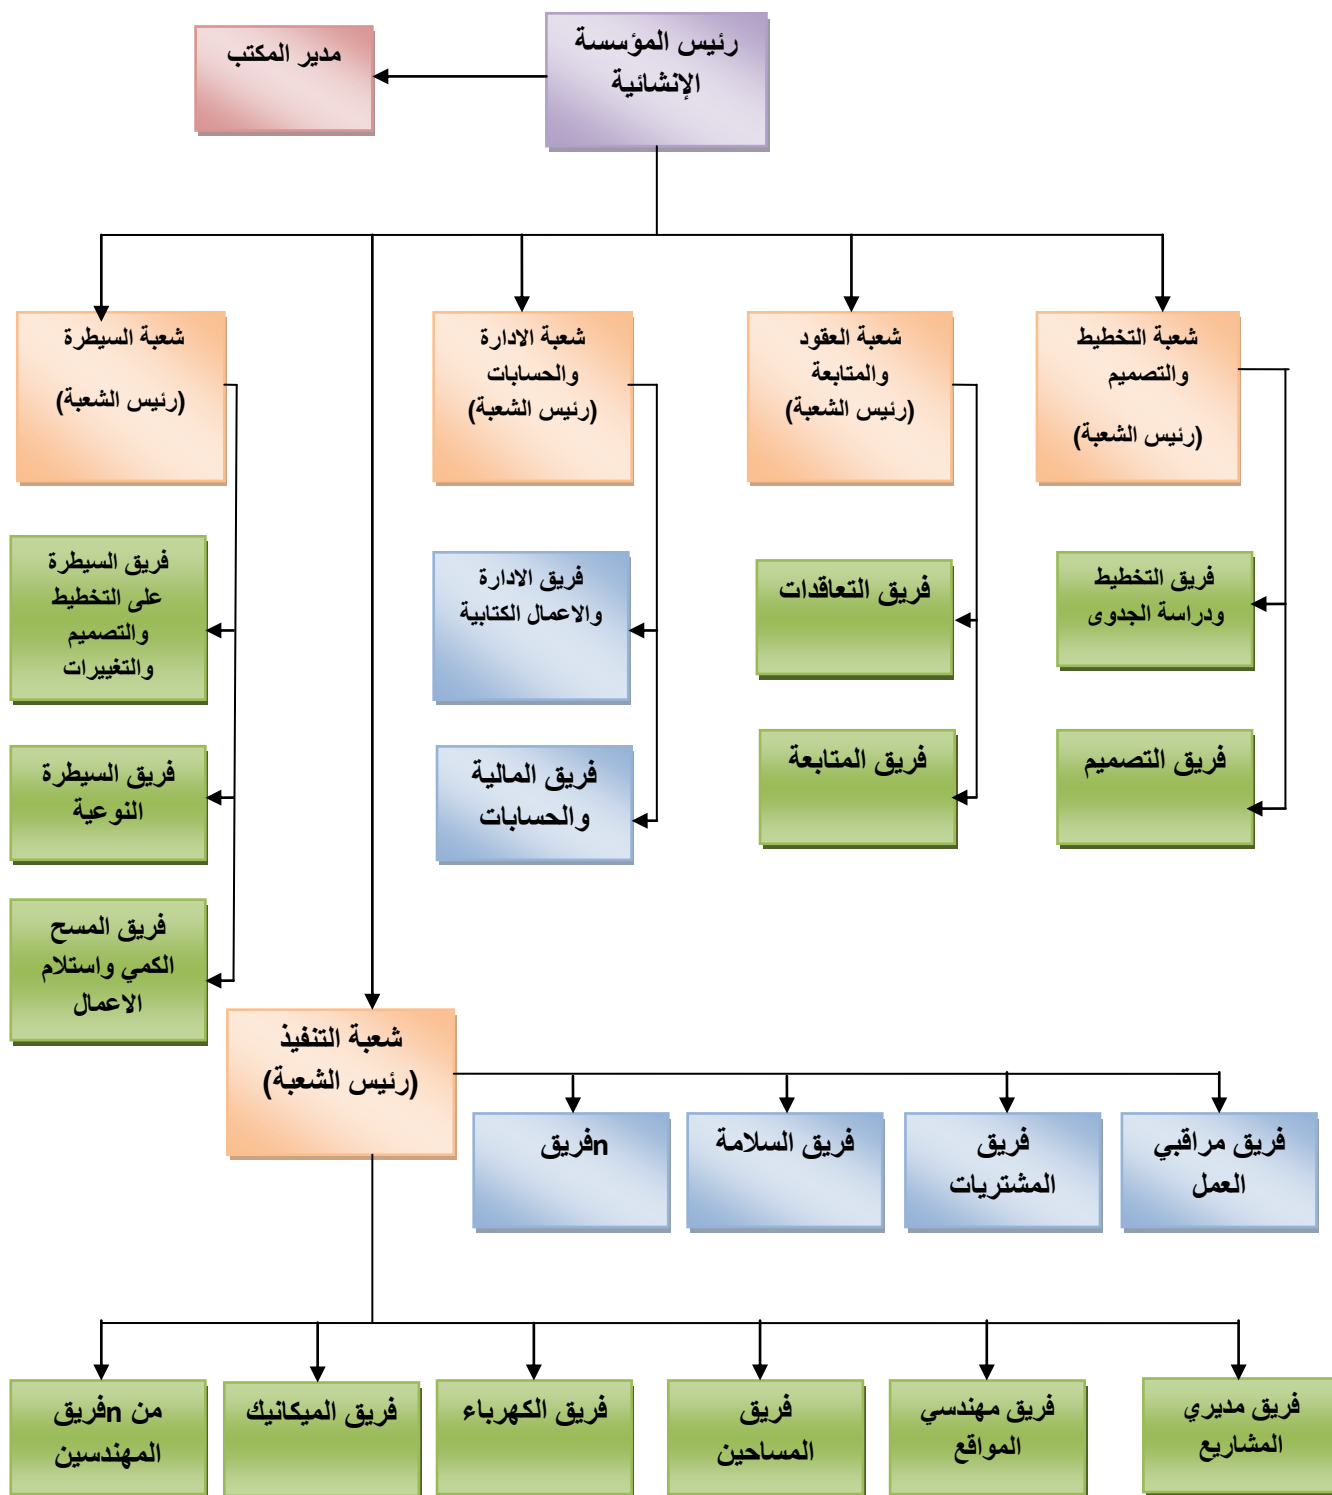 رئيس المؤسسة
الإنشائية
مدير المكتب
شعبة التخطيط
والتصميم
(رئيس الشعبة)
شعبة العقود
والمتابعة
(رئيس الشعبة)
شعبة الادارة
والحسابات
(رئيس الشعبة)
شعبة السيطرة
(رئيس الشعبة)
فريق التخطيط
ودراسة الجدوى
فريق التصميم
فريق التعاقدات
فريق المتابعة
فريق الادارة
والاعمال الكتابية
فريق المالية
والحسابات
فريق السيطرة
على التخطيط
والتصميم
والتغييرات
فريق السيطرة
النوعية
فريق المسح
الكمي واستلام
الاعمال
شعبة التنفيذ
(رئيس الشعبة)
فريق مراقبي
العمل
فريق
المشتريات
فريق السلامة
nفريق
فريق مديري
المشاريع
فريق مهندسي
المواقع
فريق
المساحين
فريق الكهرباء
فريق الميكانيك
من nفريق
المهندسين